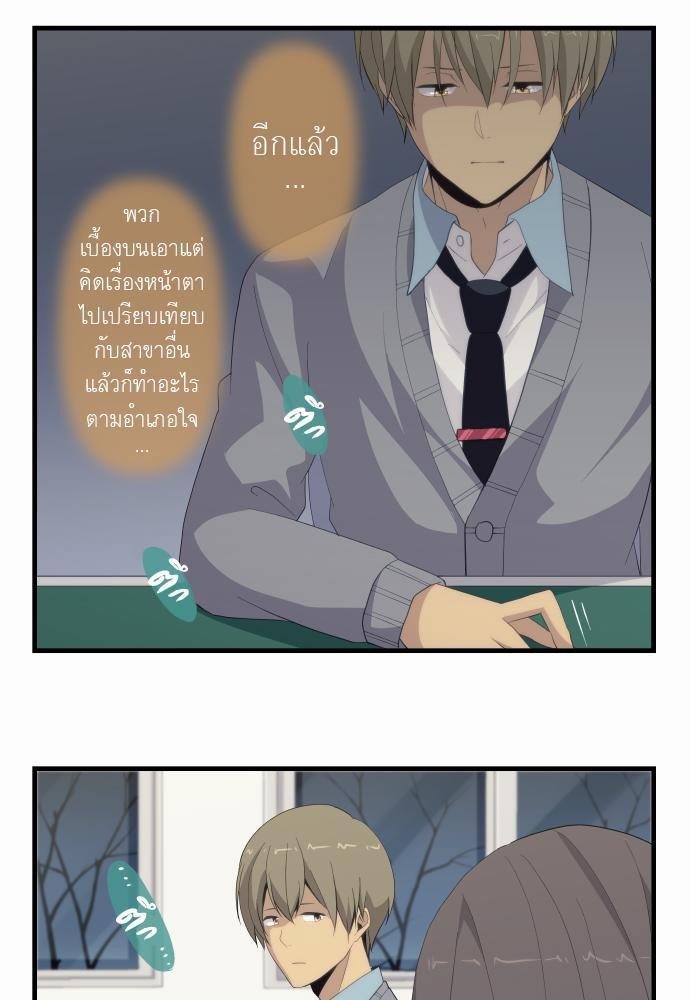 อีกแล้ว
...
พวก
เบื้องบนเอาแต่
คิดเรื่องหน้าตา
ไปเปรียบเทียบ
กับสาขาอื่น
แล้วก็ทำอะไร
ตามอำเภอใจ
...
ตึก
ตึก
...ตึก...